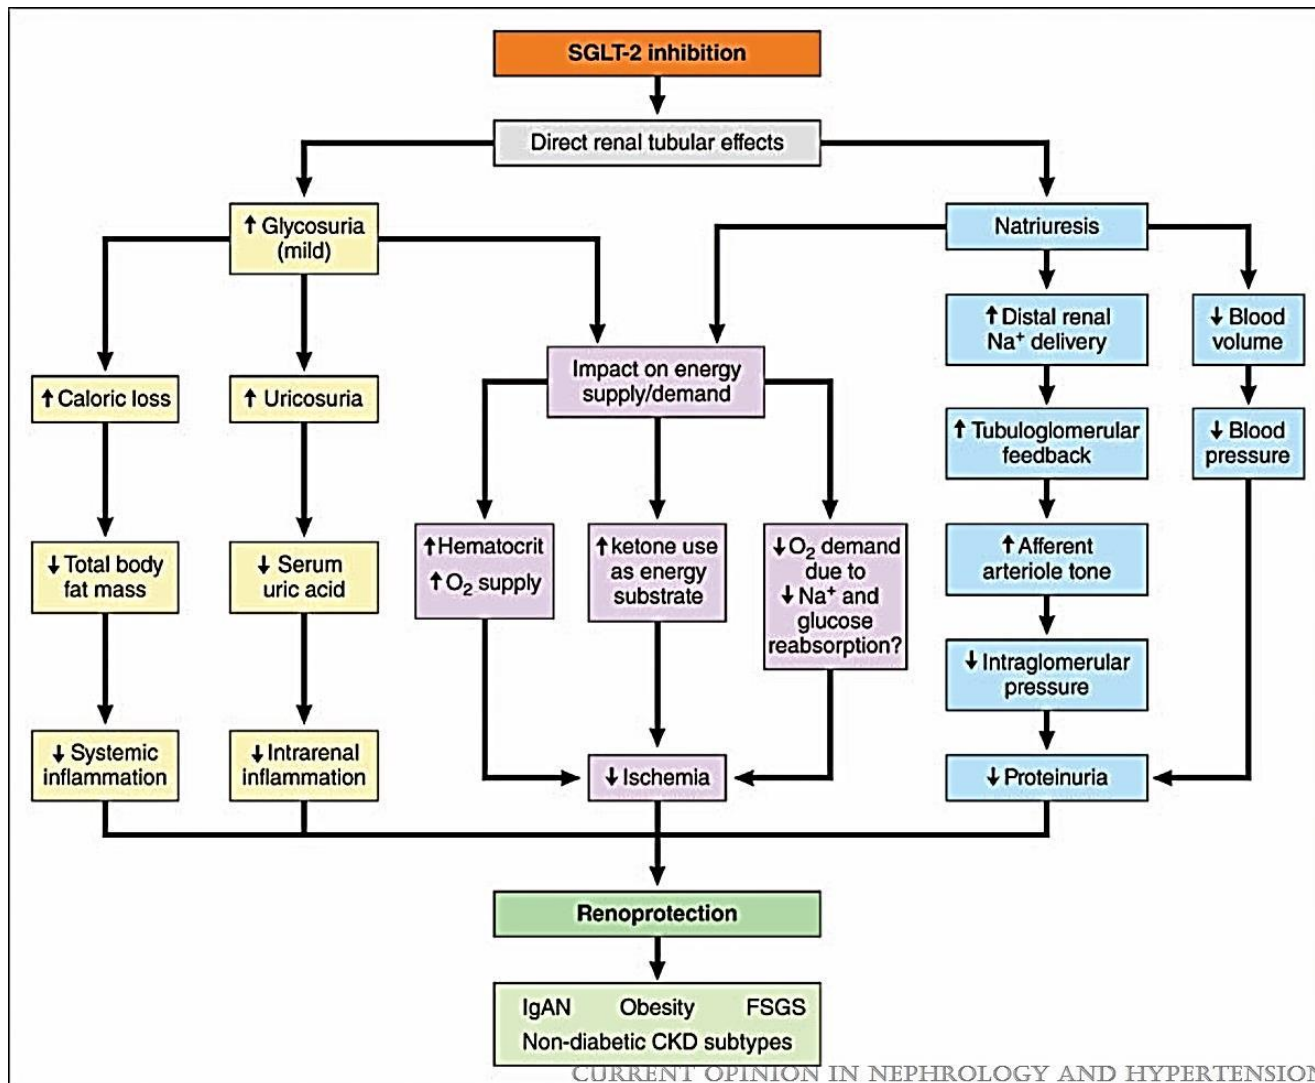 SGLT-2 inhibition
Direct renal tubular effects
↑ Glycosuria
(mild)
Natriuresis
↑ Distal renal
Na⁺ delivery
↓ Blood
volume
Impact on energy
supply/demand
↑ Caloric loss
↑ Uricosuria
↑ Tubuloglomerular
feedback
↓ Blood
pressure
↓ Total body
fat mass
↓ Serum
uric acid
↑ Hematocrit
↑ O₂ supply
↑ ketone use
as energy
substrate
↓ O₂ demand
due to
↓ Na⁺ and
glucose
reabsorption?
↑ Afferent
arteriole tone
↓ Intraglomerular
pressure
↓ Systemic
inflammation
↓ Intrarenal
inflammation
↓ Ischemia
↓ Proteinuria
Renoprotection
IgAN Obesity FSGS
Non-diabetic CKD subtypes
CURRENT OPINION IN NEPHROLOGY AND HYPERTENSIO